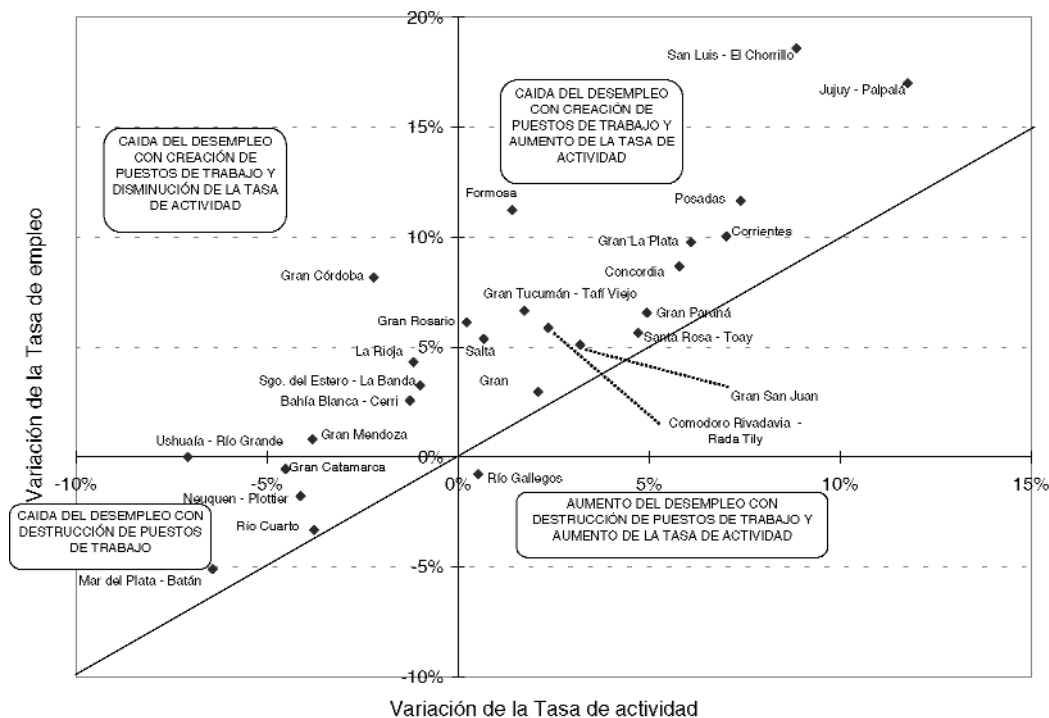 20%
San Luis - El Chorrillo
Jujuy - Palpalá
CAIDA DEL DESEMPLEO
CON CREACIÓN DE
PUESTOS DE TRABAJO Y
AUMENTO DE LA TASA DE
ACTIVIDAD
15%
CAIDA DEL DESEMPLEO
CON CREACIÓN DE
PUESTOS DE TRABAJO Y
DISMINUCIÓN DE LA TASA
DE ACTIVIDAD
Formosa
Posadas
Corrientes
10%
Gran La Plata
Concordia
Gran Córdoba
Gran Tucumán - Tafí Viejo
Gran Rosario
Gran Paraná
Santa Rosa - Toay
La Rioja
5%
Salta
Sgo. del Estero - La Banda
Gran
Bahía Blanca - Cerri
Gran San Juan
Comodoro Rivadavia -
Rada Tily
Gran Mendoza
Ushuaía - Río Grande
0%
Gran Catamarca
Río Gallegos
-10%
-5%
0%
5%
10%
15%
Neuquen - Plottier
CAIDA DEL DESEMPLEO CON
DESTRUCCIÓN DE PUESTOS
DE TRABAJO
AUMENTO DEL DESEMPLEO CON
DESTRUCCIÓN DE PUESTOS DE TRABAJO Y
AUMENTO DE LA TASA DE ACTIVIDAD
Río Cuarto
-5%
Mar del Plata - Batán
-10%
Variación de la Tasa de empleo
Variación de la Tasa de actividad